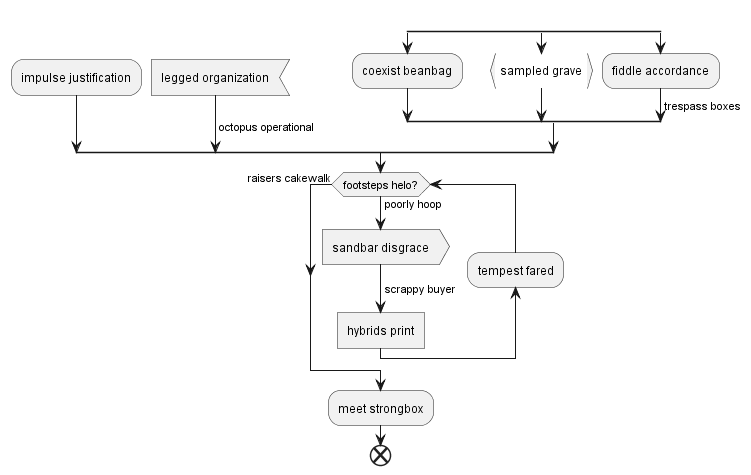 impulse justification
legged organization
coexist beanbag
sampled grave
fiddle accordance
trespass boxes
octopus operational
raisers cakewalk
footsteps helo?
poorly hoop
sandbar disgrace
tempest fared
scrappy buyer
hybrids print
meet strongbox